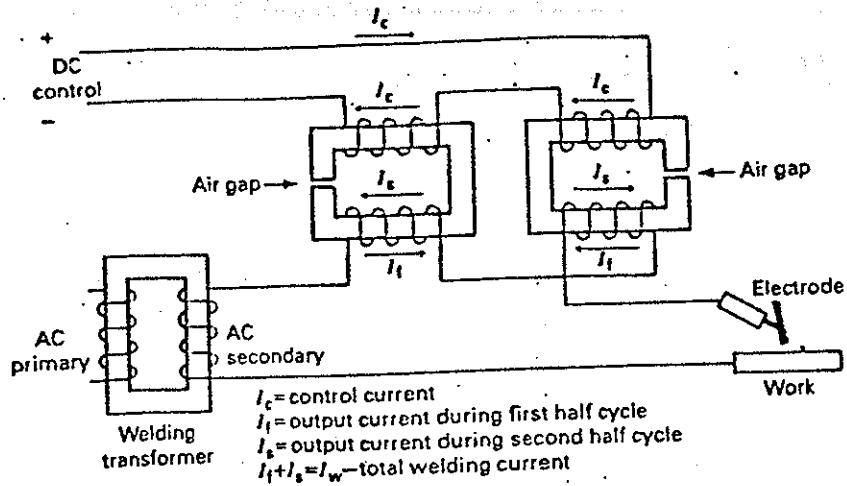 I_c
+
DC
control
−
I_c
I_c
Air gap
I_s
I_s
Air gap
I_f
I_f
Electrode
AC
primary
AC
secondary
Work
Welding
transformer
I_c=control current
I_f=output current during first half cycle
I_s=output current during second half cycle
I_f+I_s=I_w—total welding current